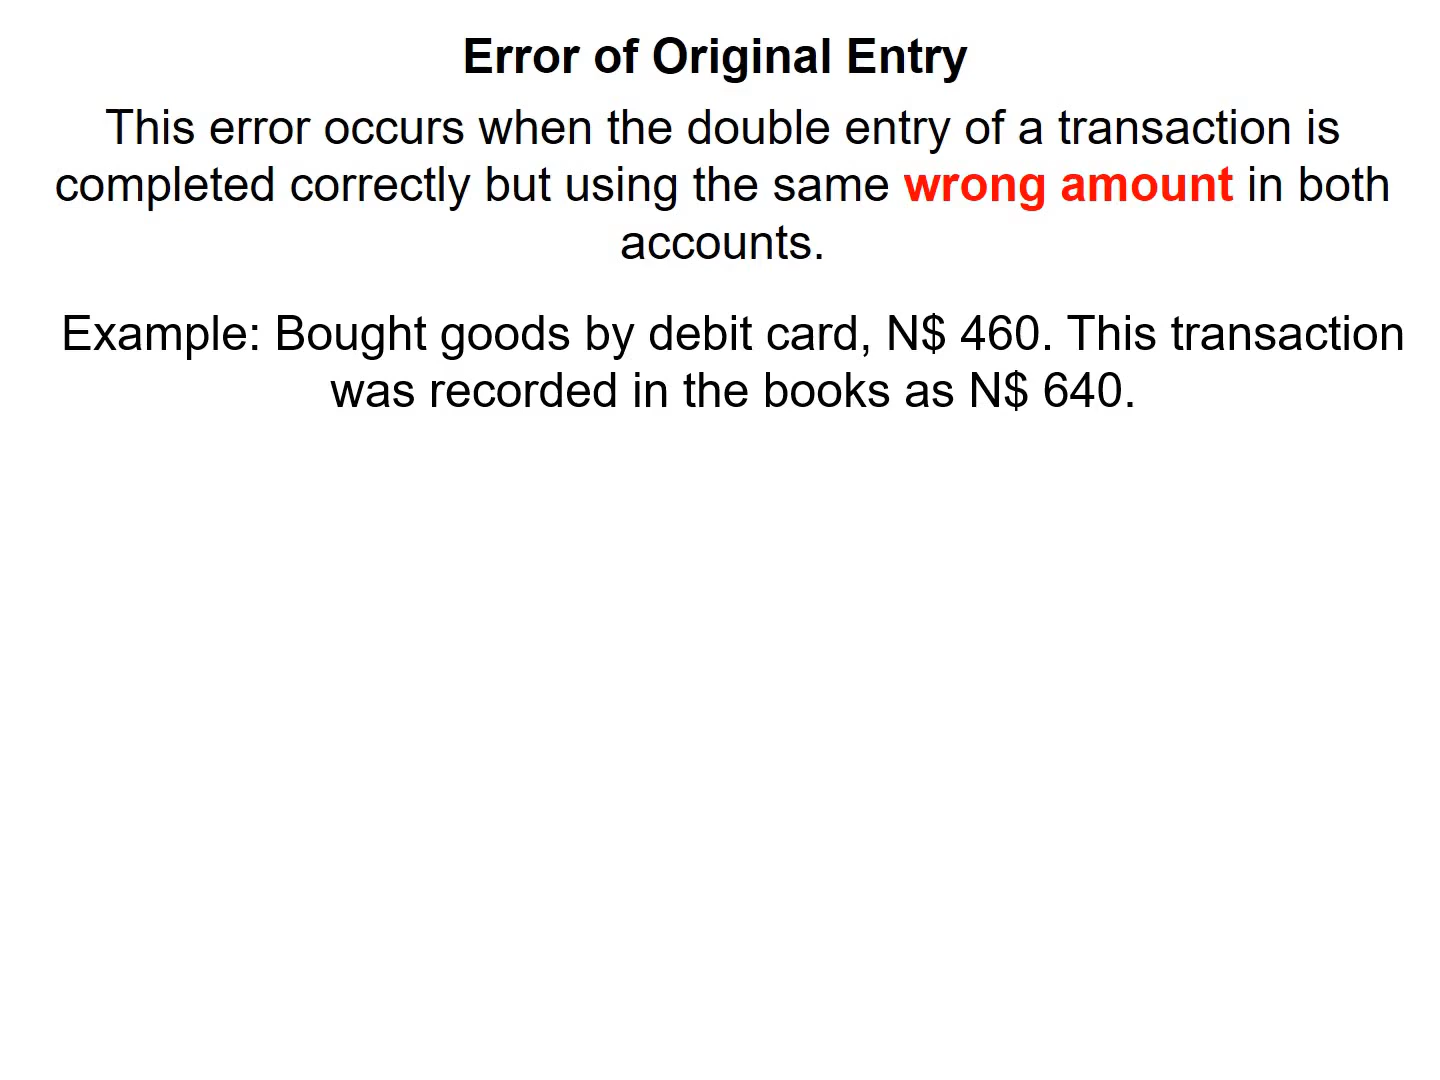 Error of Original Entry
This error occurs when the double entry of a transaction is
completed correctly but using the same wrong amount in both
accounts.
Example: Bought goods by debit card, N$ 460. This transaction
was recorded in the books as N$ 640.